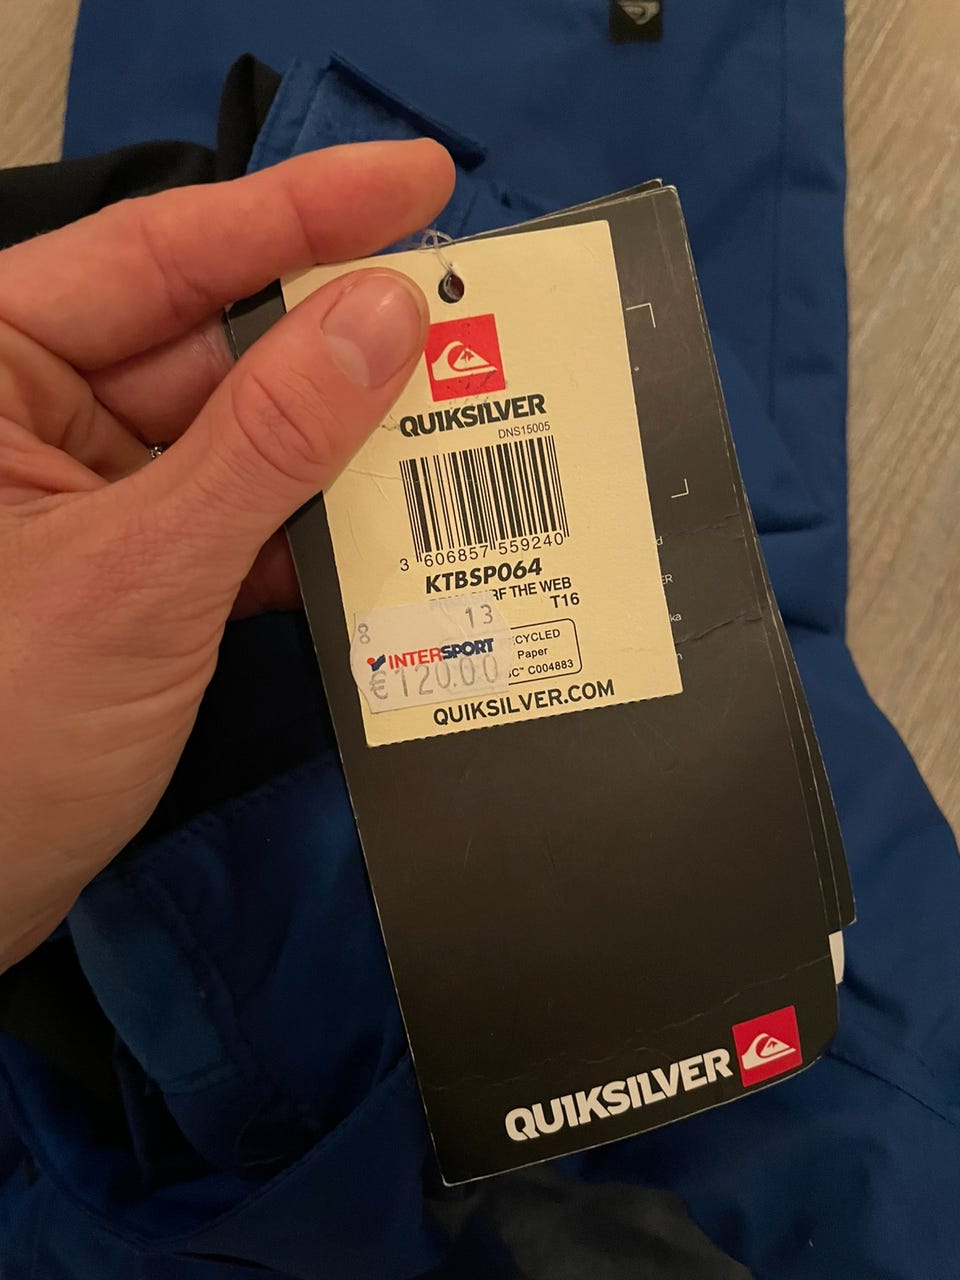 QUIKSILVER
DNS15005
3 606857 559240
KTBSP064
SURF THE WEB
T16
8 13
INTERSPORT
€120.00
RECYCLED
Paper
C004883
QUIKSILVER.COM
QUIKSILVER